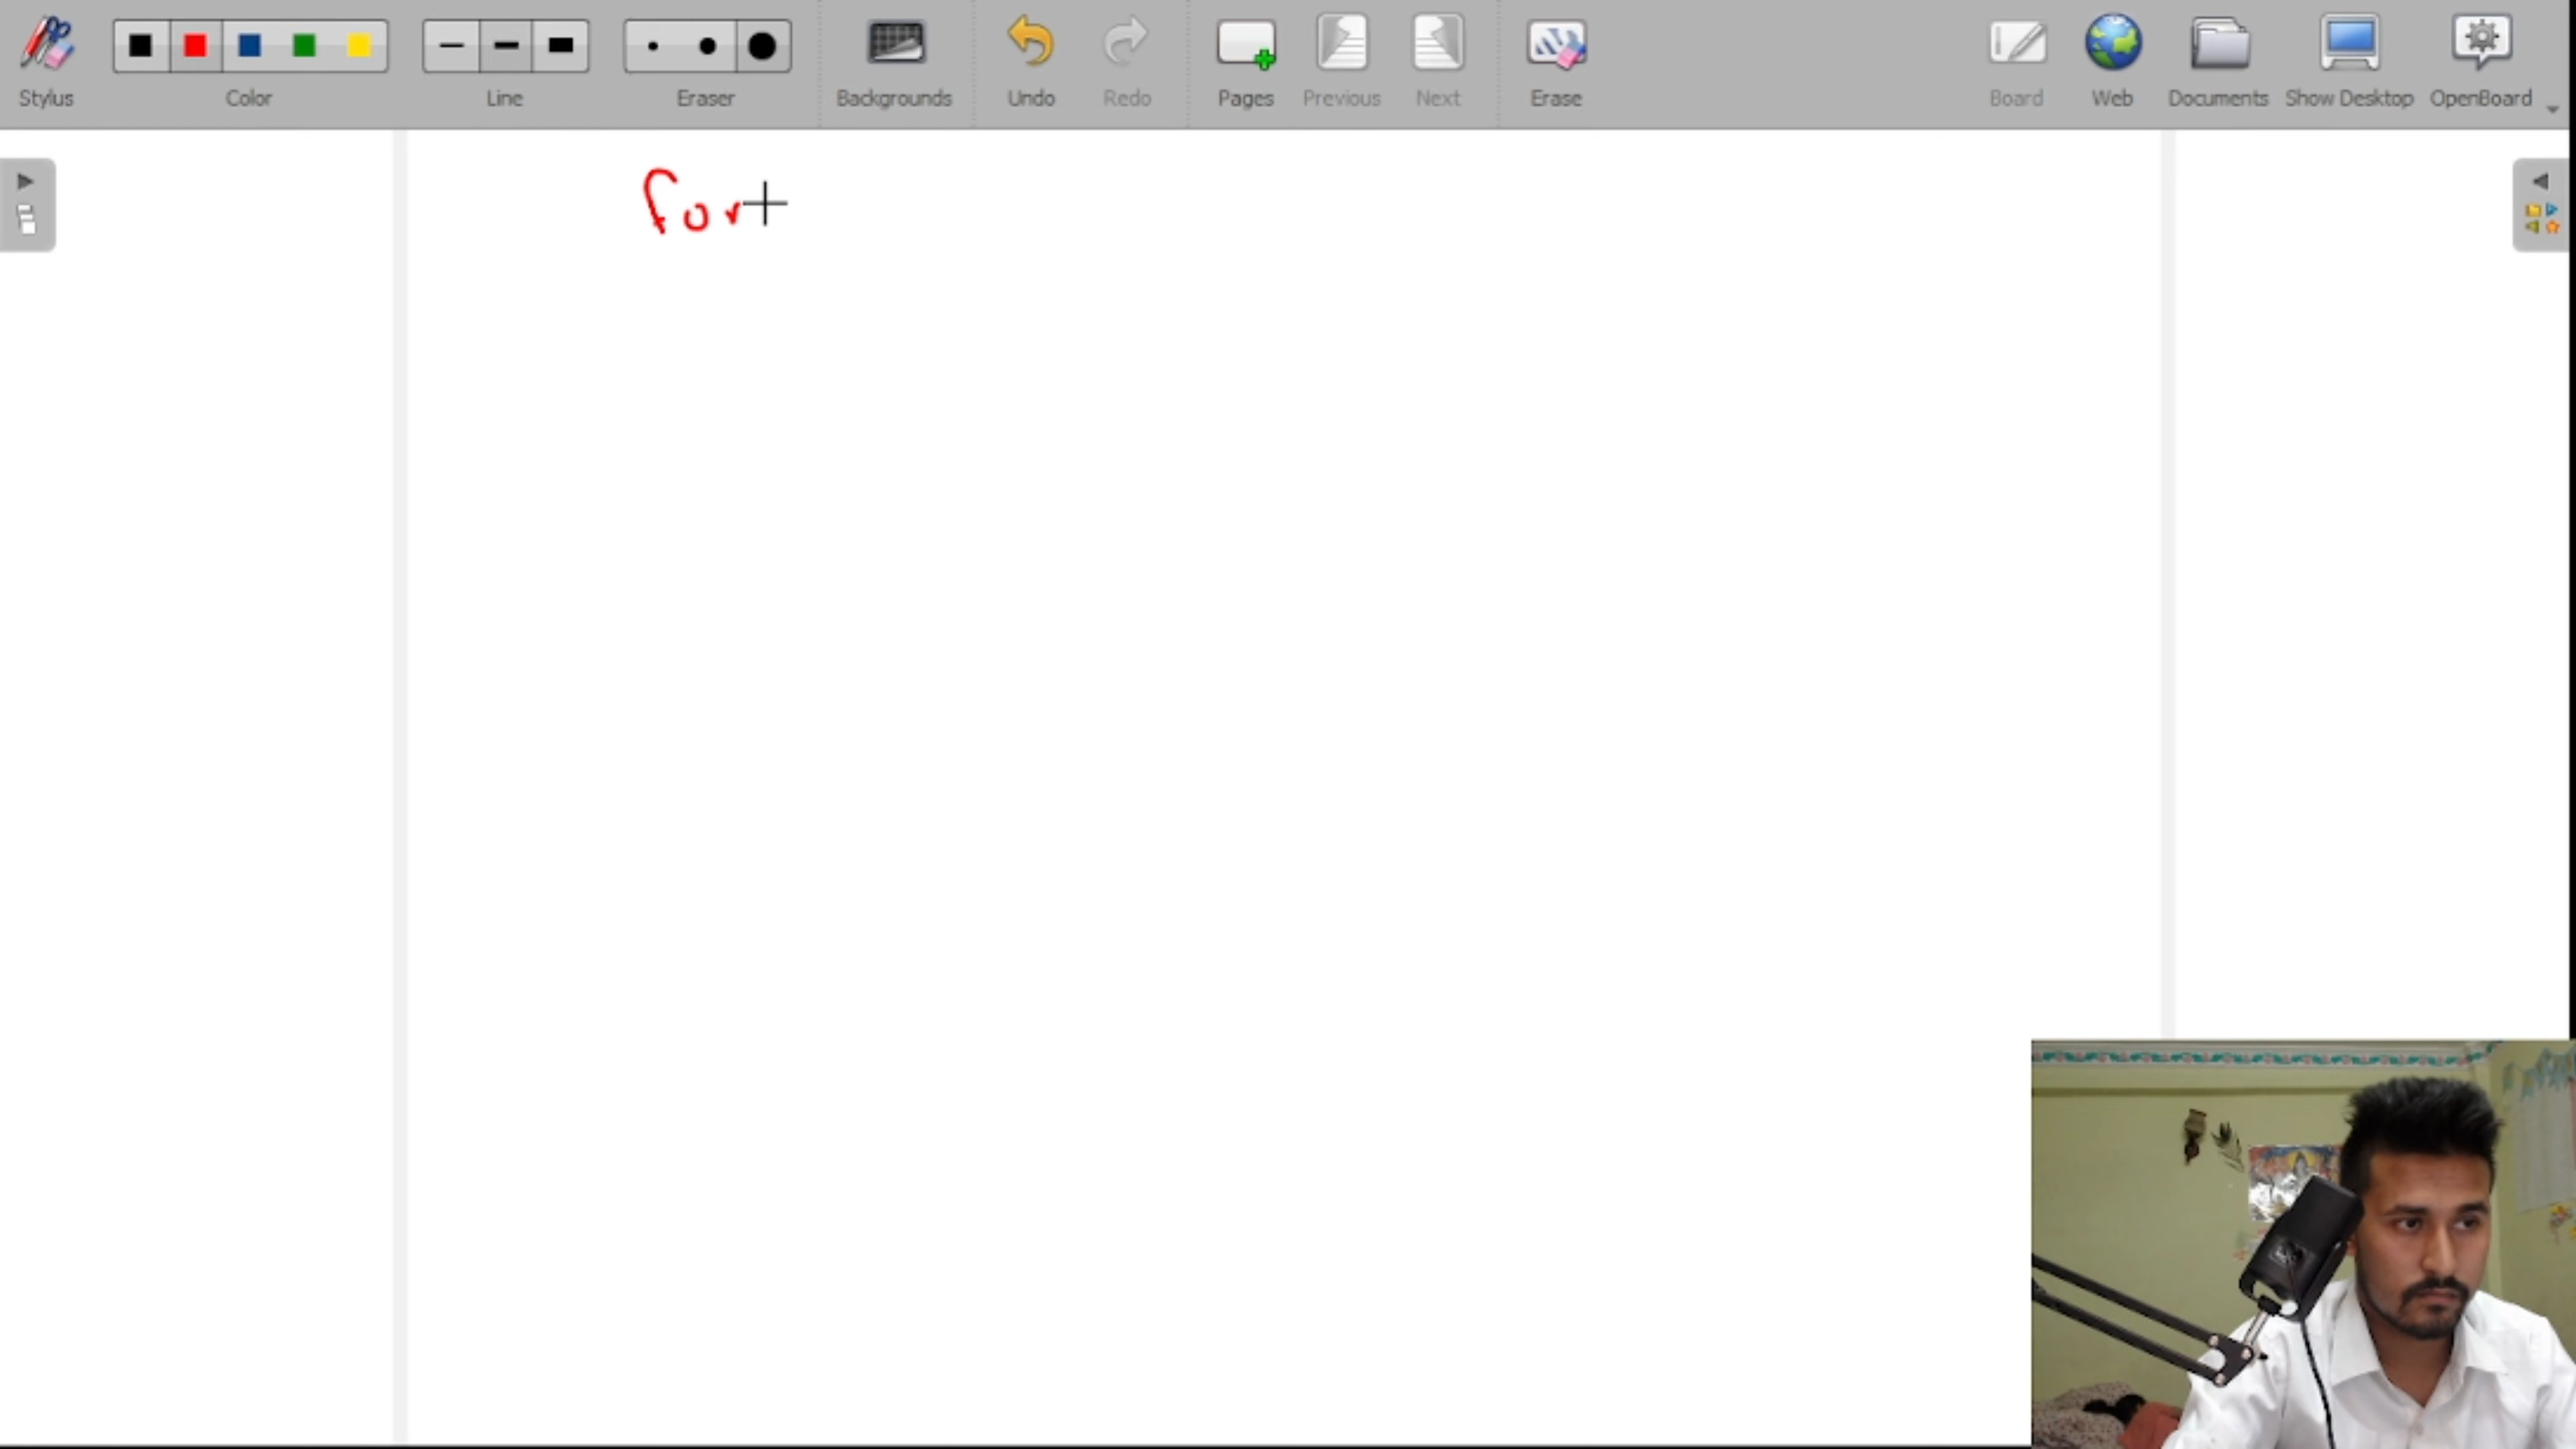 Stylus
Color
Line
Eraser
Backgrounds
Undo
Redo
Pages
Previous
Next
Erase
Board
Web
Documents
Show Desktop
OpenBoard
for